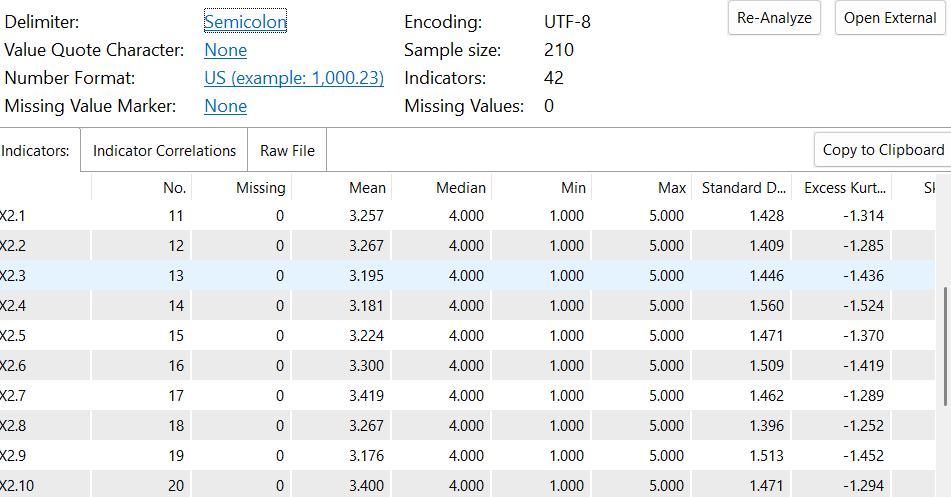 Delimiter: Semicolon Encoding: UTF-8 Re-Analyze Open External
Value Quote Character: None Sample size: 210
Number Format: US (example: 1,000.23) Indicators: 42
Missing Value Marker: None Missing Values: 0
Indicators: Indicator Correlations Raw File Copy to Clipboard
No. Missing Mean Median Min Max Standard D... Excess Kurt... Sk
X2.1 11 0 3.257 4.000 1.000 5.000 1.428 -1.314
X2.2 12 0 3.267 4.000 1.000 5.000 1.409 -1.285
X2.3 13 0 3.195 4.000 1.000 5.000 1.446 -1.436
X2.4 14 0 3.181 4.000 1.000 5.000 1.560 -1.524
X2.5 15 0 3.224 4.000 1.000 5.000 1.471 -1.370
X2.6 16 0 3.300 4.000 1.000 5.000 1.509 -1.419
X2.7 17 0 3.419 4.000 1.000 5.000 1.462 -1.289
X2.8 18 0 3.267 4.000 1.000 5.000 1.396 -1.252
X2.9 19 0 3.176 4.000 1.000 5.000 1.513 -1.452
X2.10 20 0 3.400 4.000 1.000 5.000 1.471 -1.294